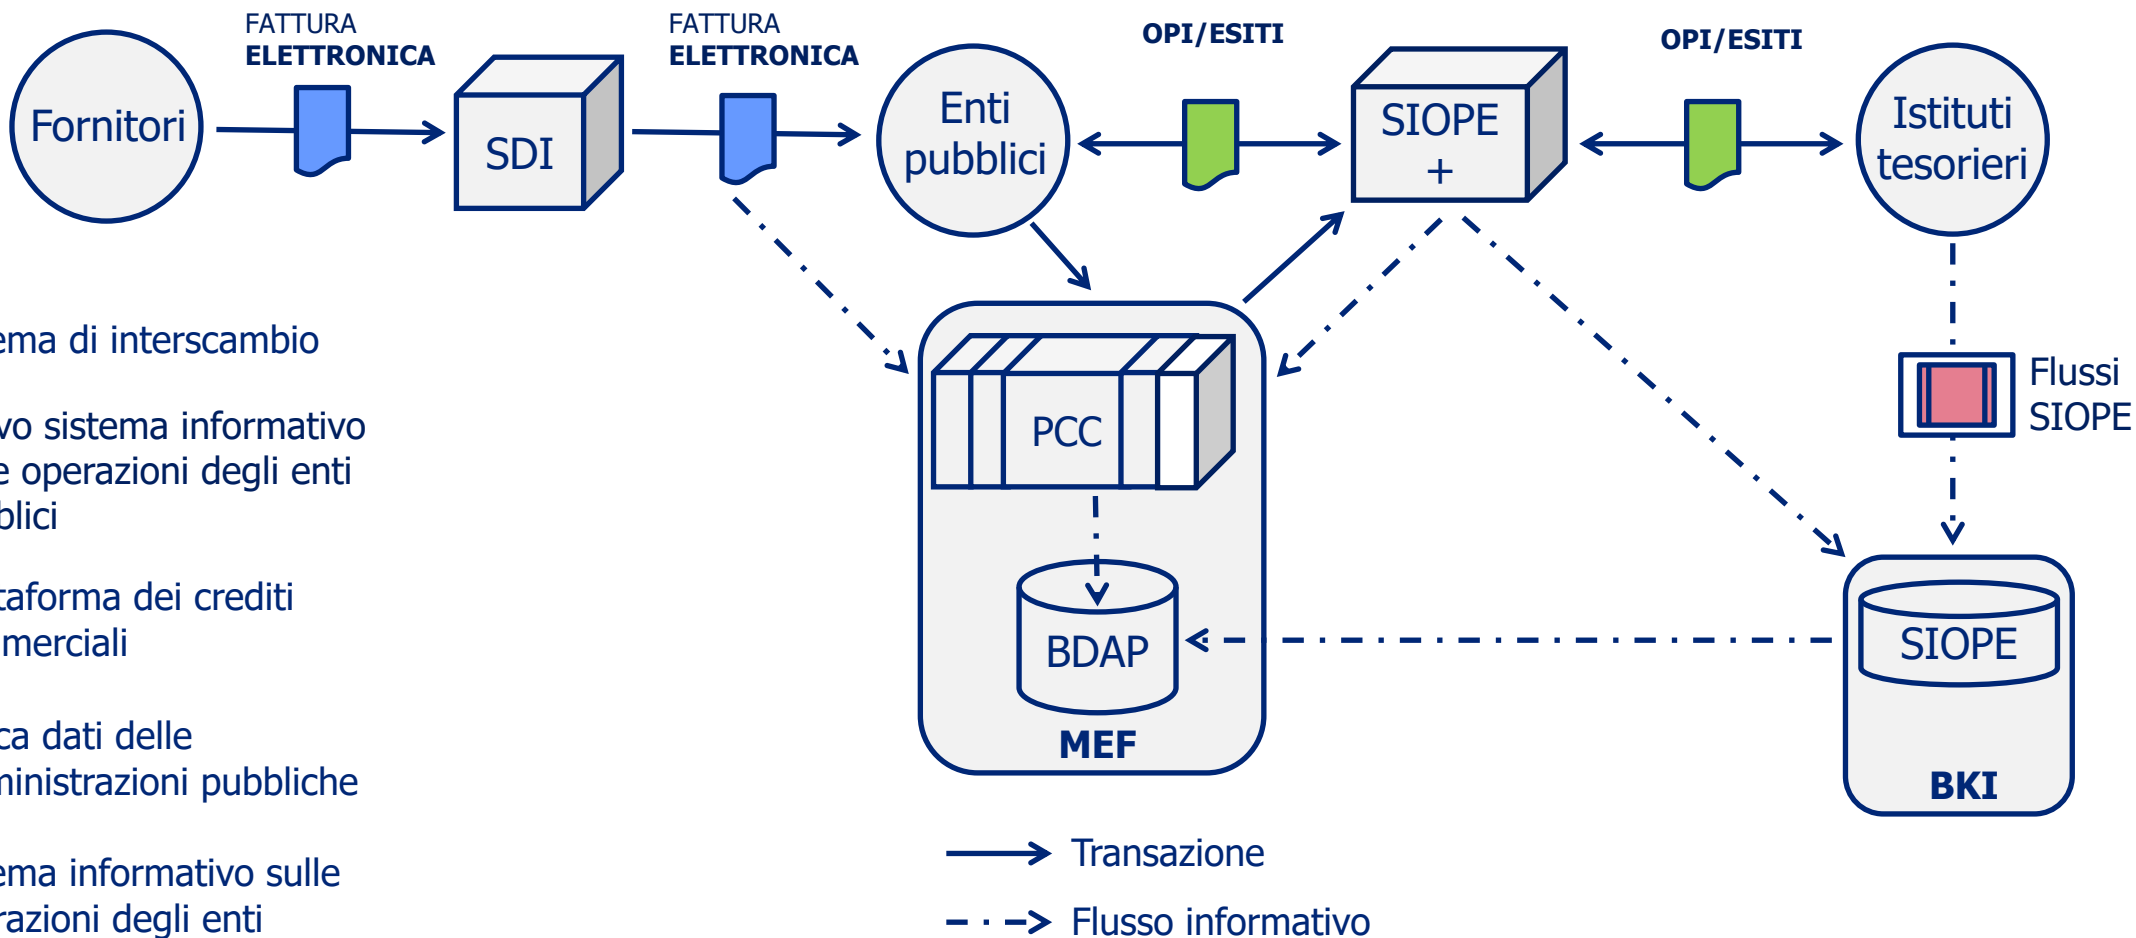 FATTURA
ELETTRONICA
FATTURA
ELETTRONICA
OPI/ESITI
OPI/ESITI
Fornitori
SDI
Enti
pubblici
SIOPE
+
Istituti
tesorieri
ema di interscambio
vo sistema informativo
e operazioni degli enti
blici
taforma dei crediti
merciali
ca dati delle
ministrazioni pubbliche
ema informativo sulle
razioni degli enti
PCC
BDAP
MEF
Flussi
SIOPE
SIOPE
BKI
Transazione
Flusso informativo